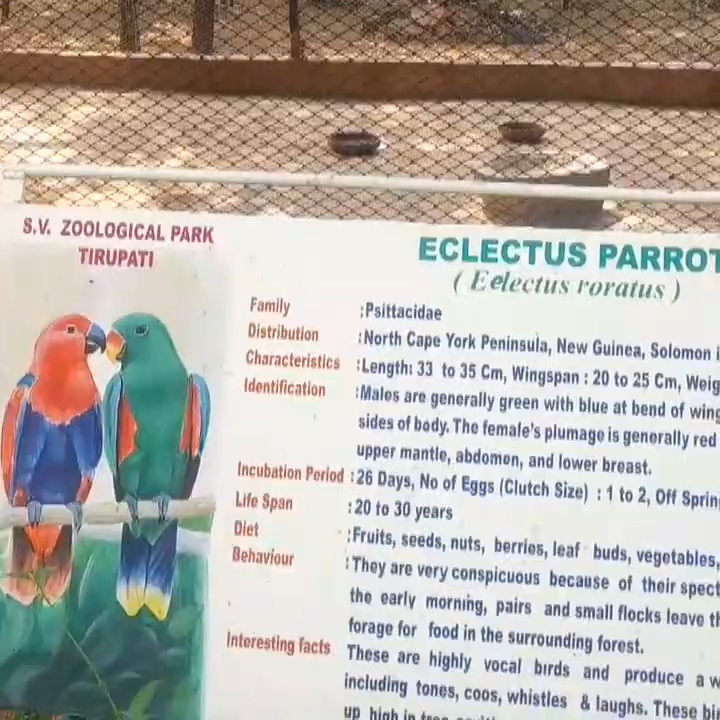 S.V. ZOOLOGICAL PARK
TIRUPATI
ECLECTUS PARROT
( Eelectus roratus )
Family :Psittacidae
Distribution :North Cape York Peninsula, New Guinea, Solomon
Characteristics :Length: 33 to 35 Cm, Wingspan : 20 to 25 Cm,
Identification :Males are generally green with blue at bend of
sides of body. The female's plumage is generally red
upper mantle, abdomen, and lower breast.
Incubation Period :26 Days, No of Eggs (Clutch Size) : 1 to 2, Off
Life Span :20 to 30 years
Diet :Fruits, seeds, nuts, berries, leaf buds, vegetables,
Behaviour :They are very conspicuous because of their
the early morning, pairs and small flocks leave
forage for food in the surrounding forest.
Interesting facts These are highly vocal birds and produce a
including tones, coos, whistles & laughs. These
up high in